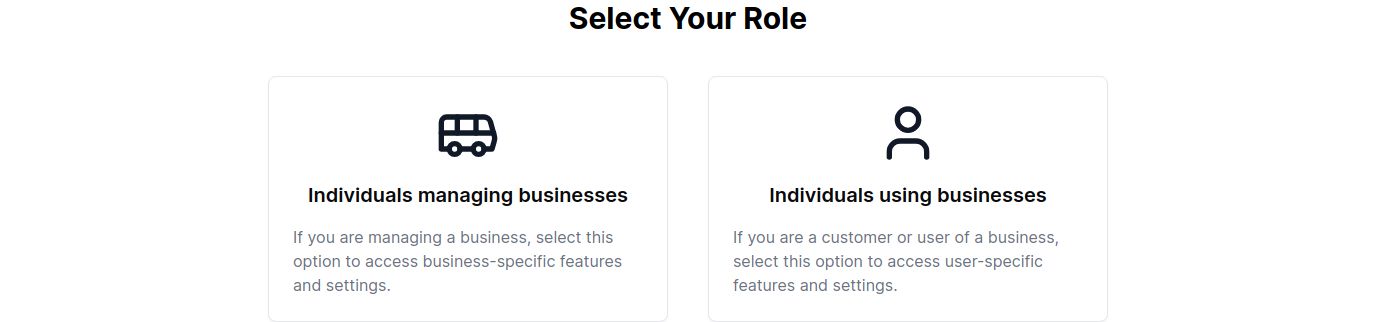 Select Your Role
Individuals managing businesses
If you are managing a business, select this
option to access business-specific features
and settings.
Individuals using businesses
If you are a customer or user of a business,
select this option to access user-specific
features and settings.